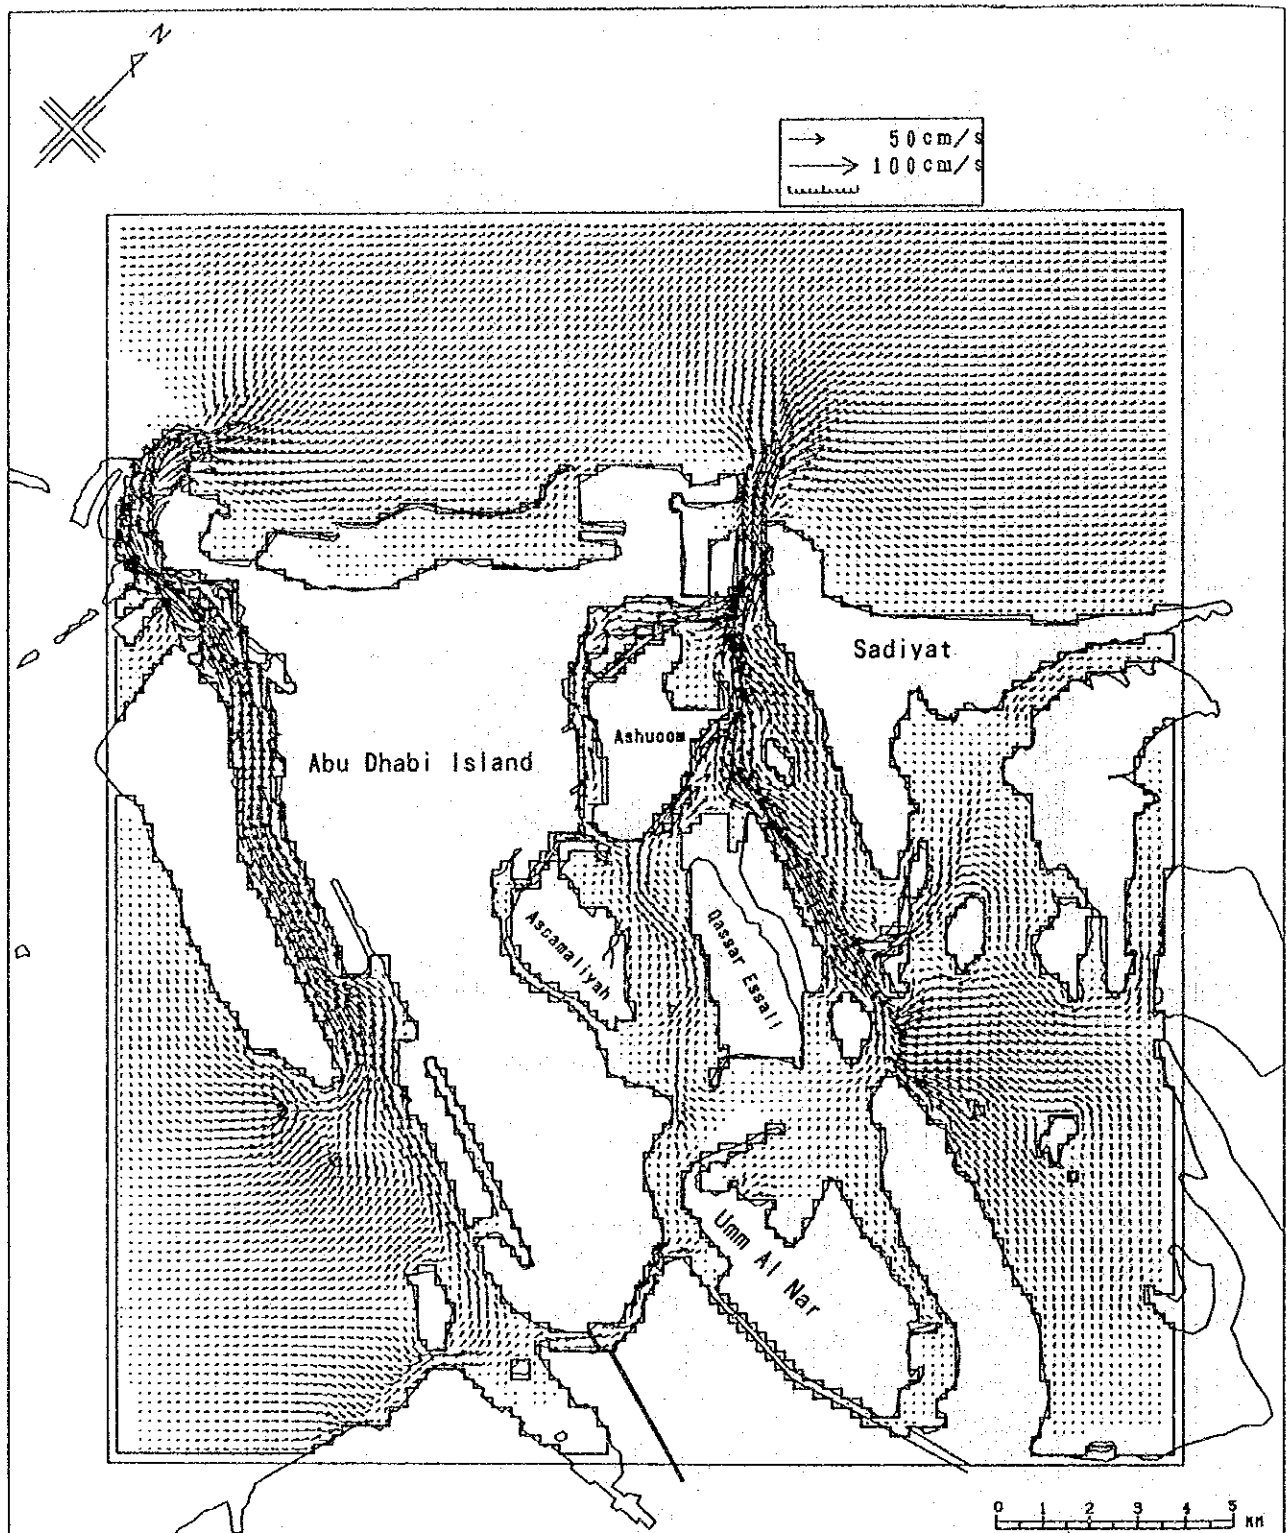 N
50cm/s
100cm/s
Sadiyat
Ashuoom
Abu Dhabi Island
Ascamaliyah
Qassar Essali
Umm Al Nar
0 1 2 3 4 5
KM